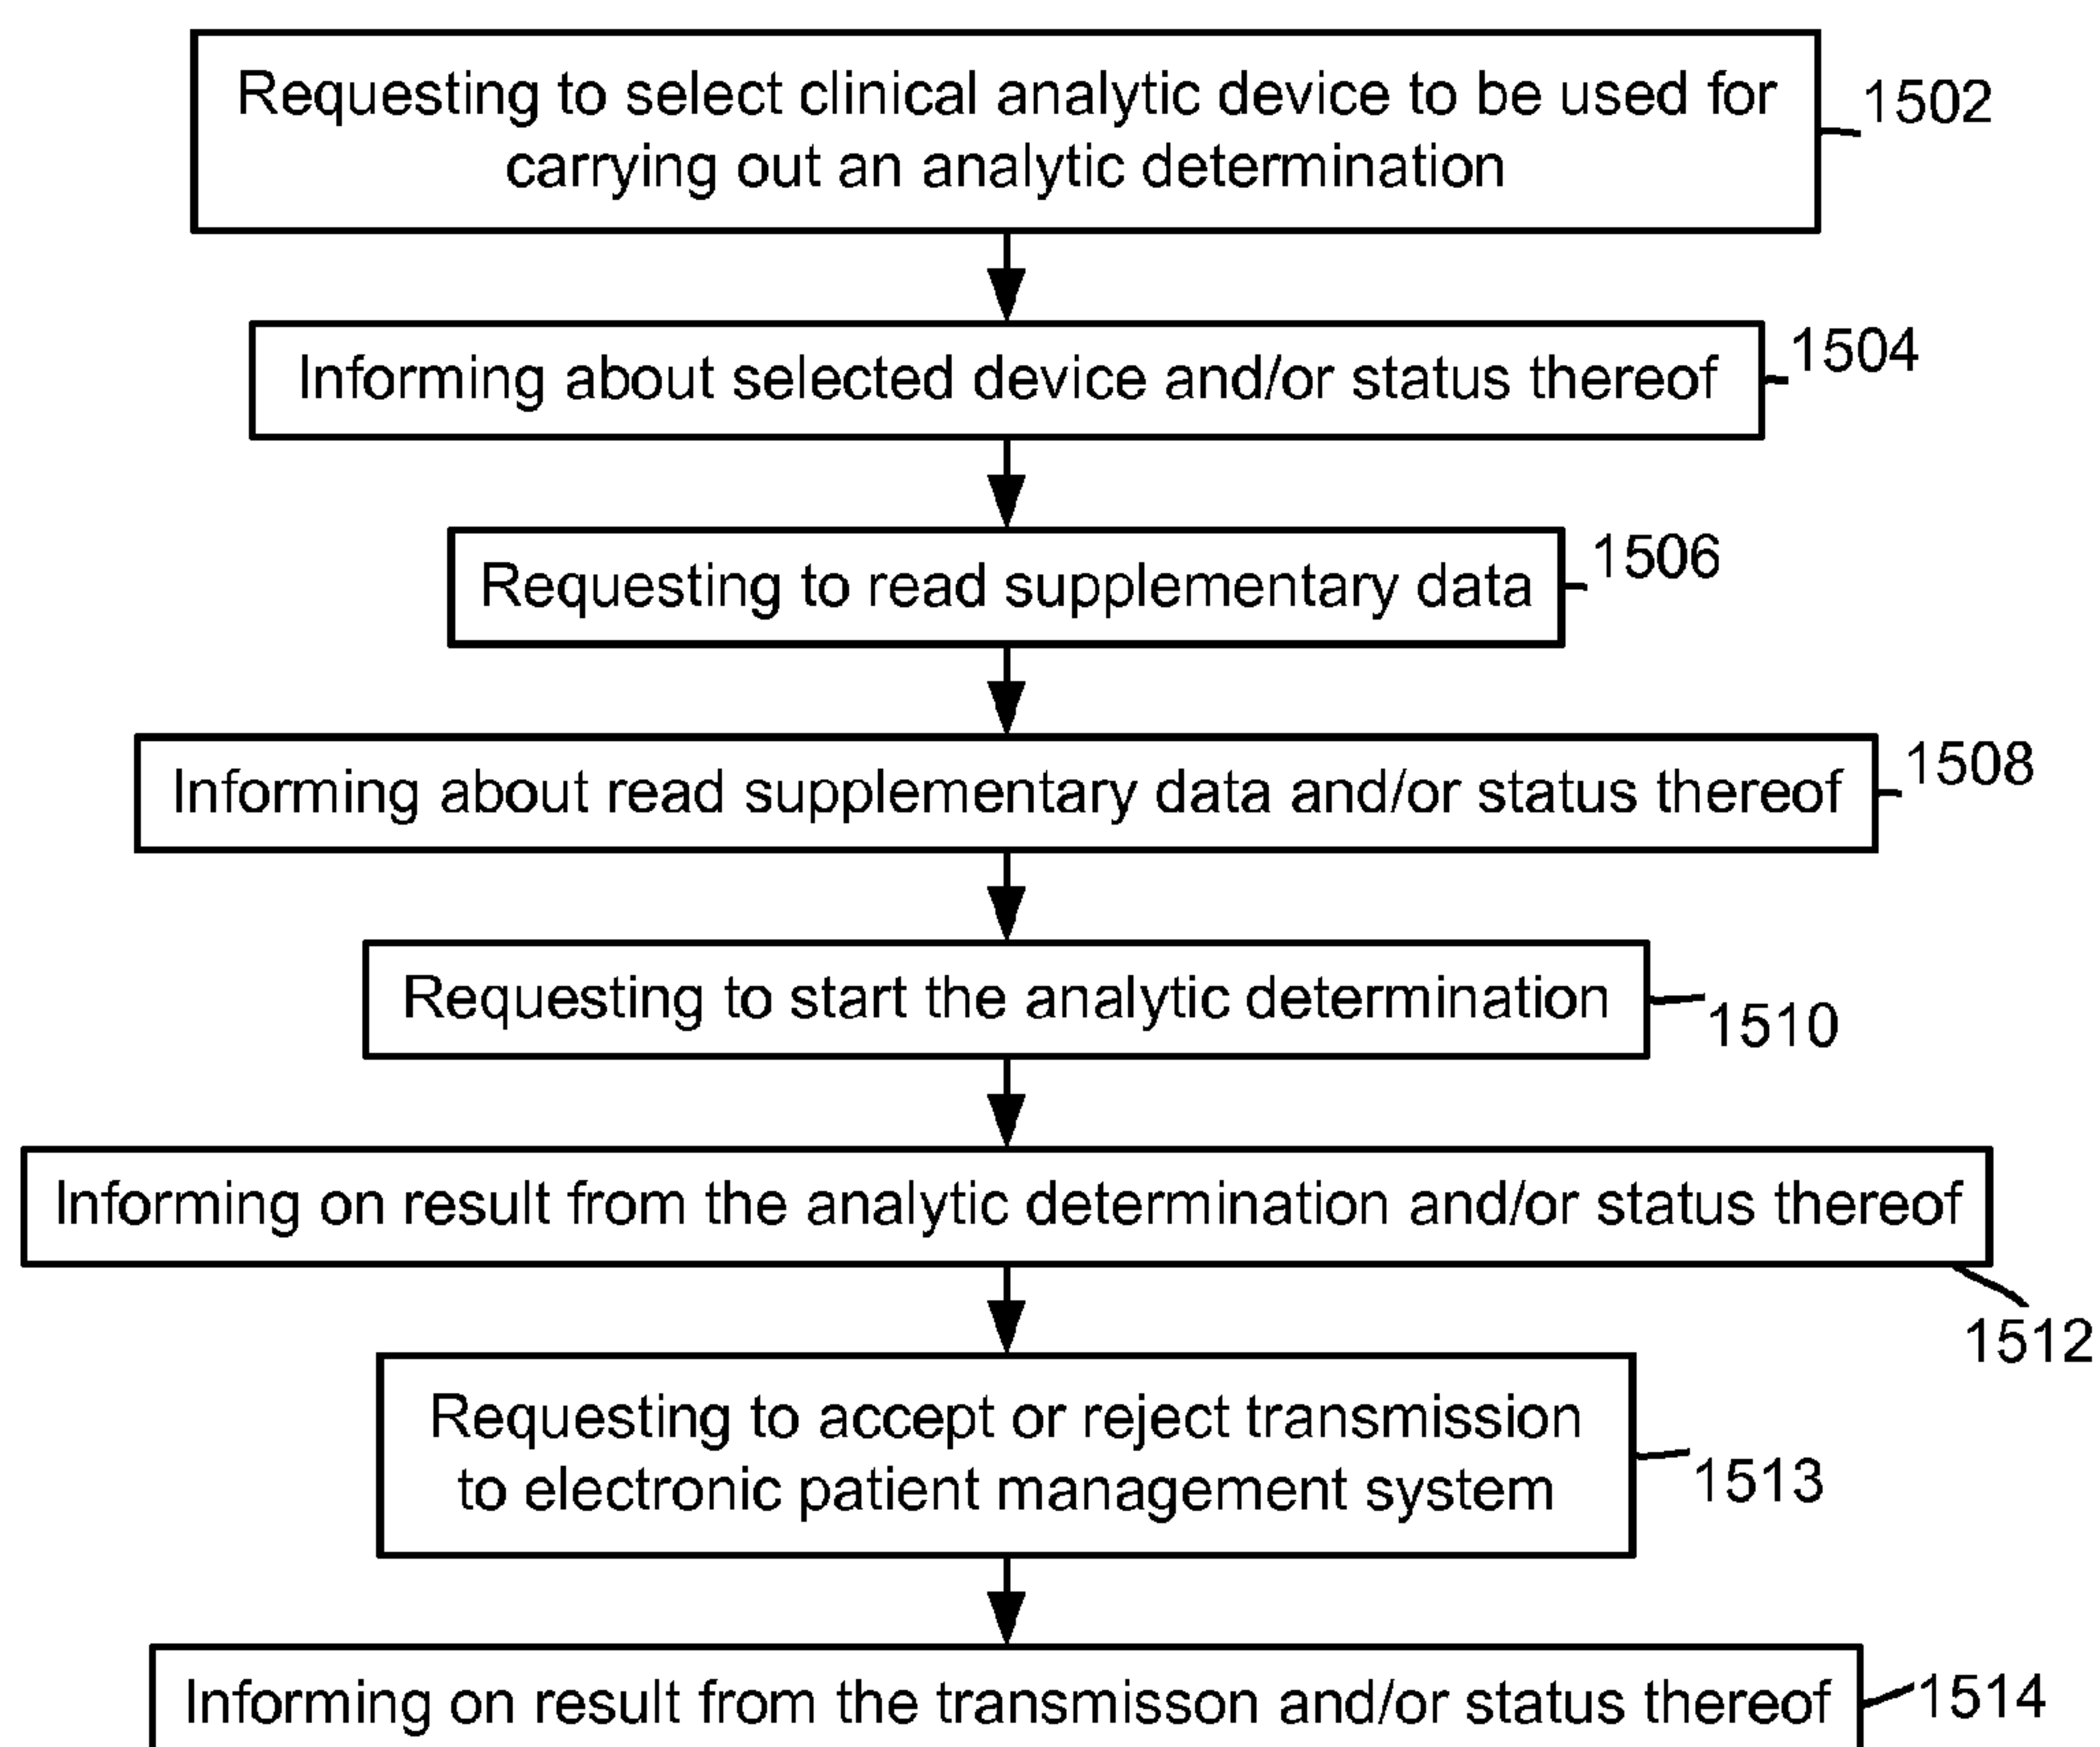 Requesting to select clinical analytic device to be used for
carrying out an analytic determination
1502
Informing about selected device and/or status thereof
1504
Requesting to read supplementary data
1506
Informing about read supplementary data and/or status thereof
1508
Requesting to start the analytic determination
1510
Informing on result from the analytic determination and/or status thereof
1512
Requesting to accept or reject transmission
to electronic patient management system
1513
Informing on result from the transmisson and/or status thereof
1514